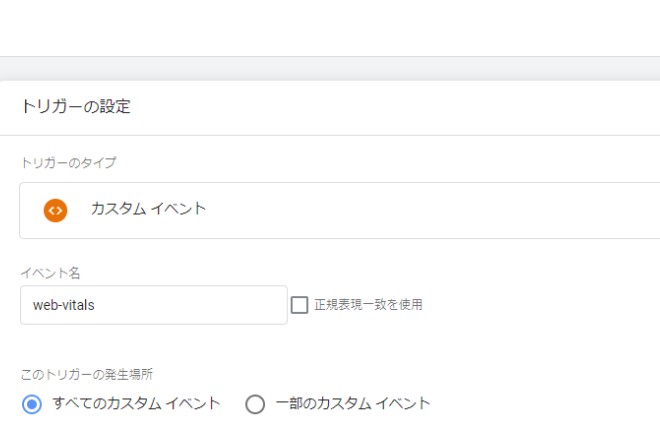 トリガーの設定
トリガーのタイプ
カスタム イベント
イベント名
web-vitals
正規表現一致を使用
このトリガーの発生場所
すべてのカスタム イベント 一部のカスタム イベント